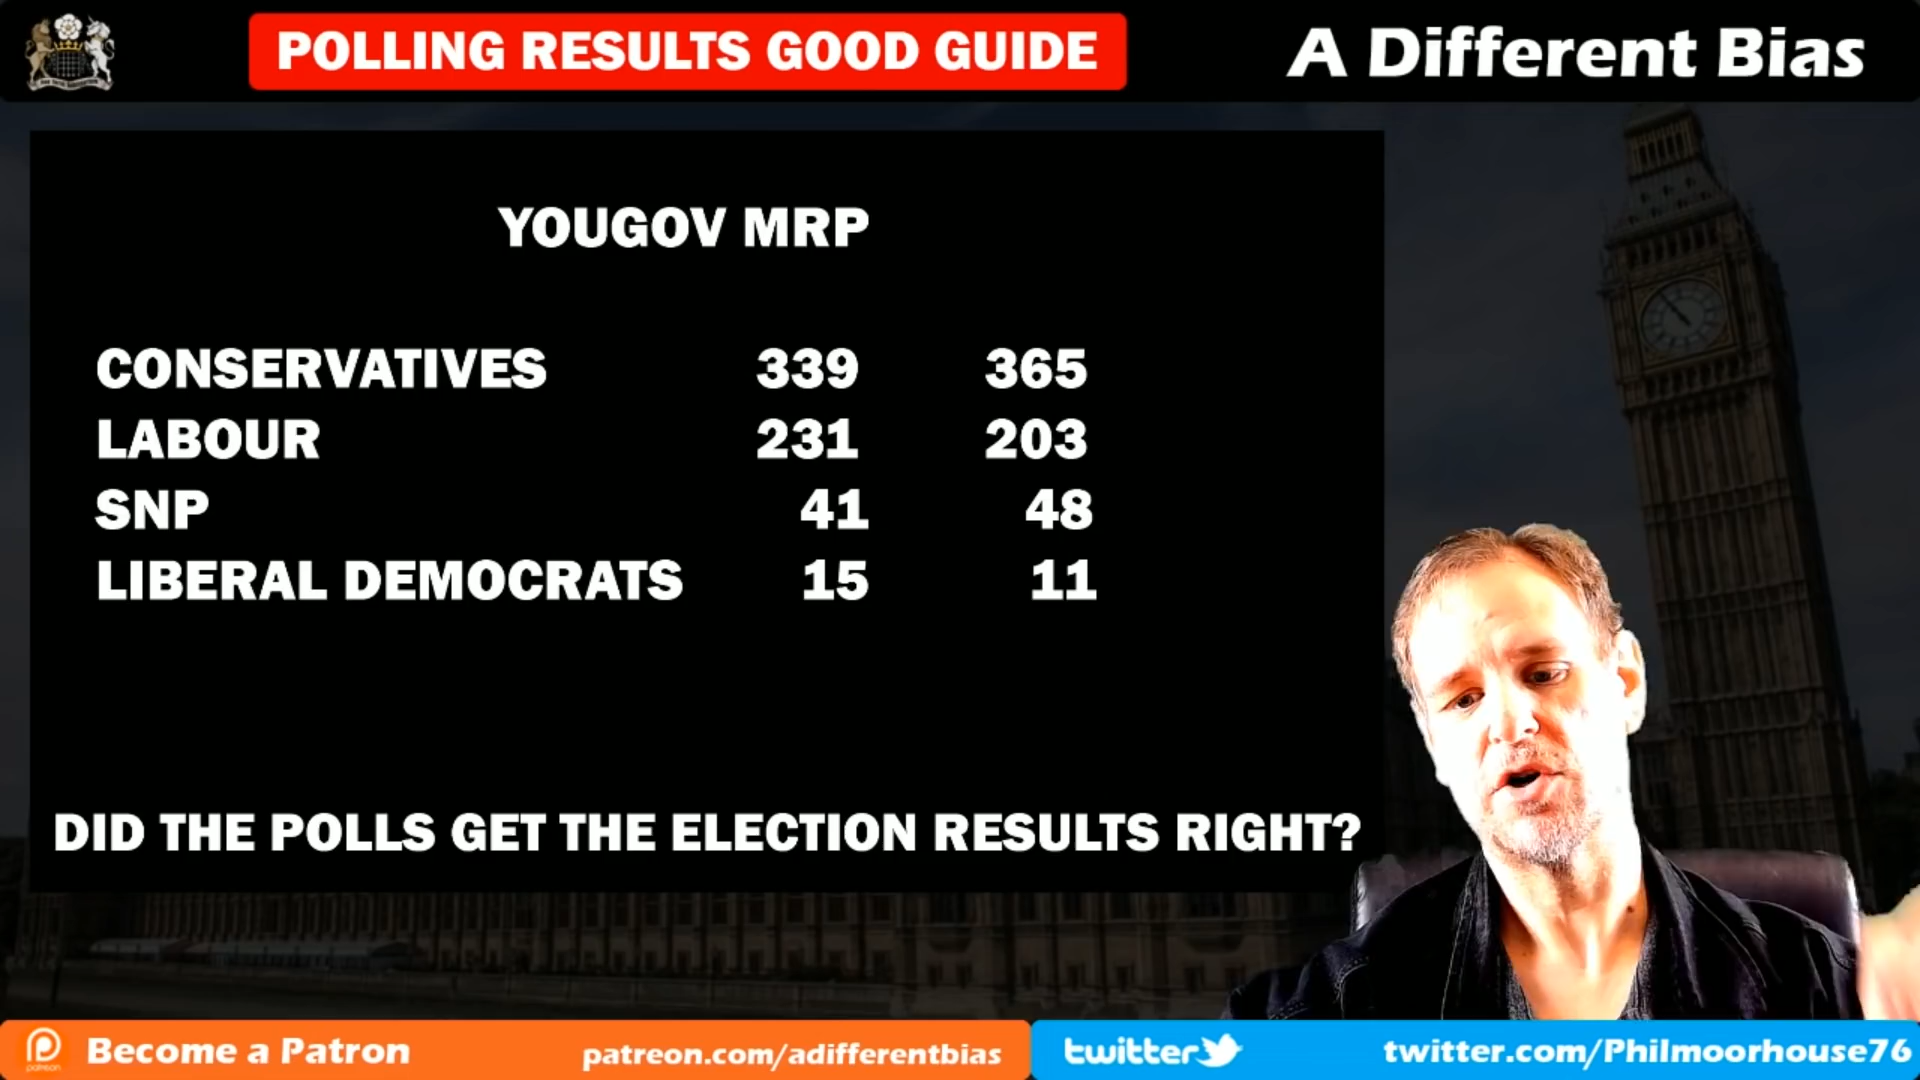 POLLING RESULTS GOOD GUIDE
A Different Bias
YOUGOV MRP
CONSERVATIVES 339 365
LABOUR 231 203
SNP 41 48
LIBERAL DEMOCRATS 15 11
DID THE POLLS GET THE ELECTION RESULTS RIGHT?
patreon
Become a Patron
patreon.com/adifferentbias
twitter
twitter.com/Philmoorhouse76